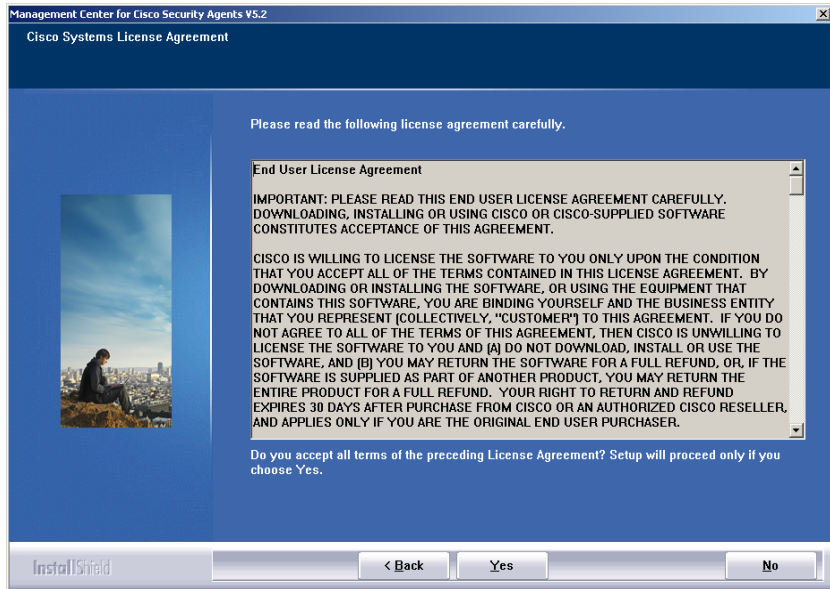 Management Center for Cisco Security Agents V5.2
Cisco Systems License Agreement
Please read the following license agreement carefully.
End User License Agreement
IMPORTANT: PLEASE READ THIS END USER LICENSE AGREEMENT CAREFULLY.
DOWNLOADING, INSTALLING OR USING CISCO OR CISCO-SUPPLIED SOFTWARE
CONSTITUTES ACCEPTANCE OF THIS AGREEMENT.
CISCO IS WILLING TO LICENSE THE SOFTWARE TO YOU ONLY UPON THE CONDITION
THAT YOU ACCEPT ALL OF THE TERMS CONTAINED IN THIS LICENSE AGREEMENT. BY
DOWNLOADING OR INSTALLING THE SOFTWARE, OR USING THE EQUIPMENT THAT
CONTAINS THIS SOFTWARE, YOU ARE BINDING YOURSELF AND THE BUSINESS ENTITY
THAT YOU REPRESENT (COLLECTIVELY, "CUSTOMER") TO THIS AGREEMENT. IF YOU DO
NOT AGREE TO ALL OF THE TERMS OF THIS AGREEMENT, THEN CISCO IS UNWILLING TO
LICENSE THE SOFTWARE TO YOU AND (A) DO NOT DOWNLOAD, INSTALL OR USE THE
SOFTWARE, AND (B) YOU MAY RETURN THE SOFTWARE FOR A FULL REFUND, OR, IF THE
SOFTWARE IS SUPPLIED AS PART OF ANOTHER PRODUCT, YOU MAY RETURN THE
ENTIRE PRODUCT FOR A FULL REFUND. YOUR RIGHT TO RETURN AND REFUND
EXPIRES 30 DAYS AFTER PURCHASE FROM CISCO OR AN AUTHORIZED CISCO RESELLER,
AND APPLIES ONLY IF YOU ARE THE ORIGINAL END USER PURCHASER.
Do you accept all terms of the preceding License Agreement? Setup will proceed only if you
choose Yes.
InstallShield
< Back
Yes
No